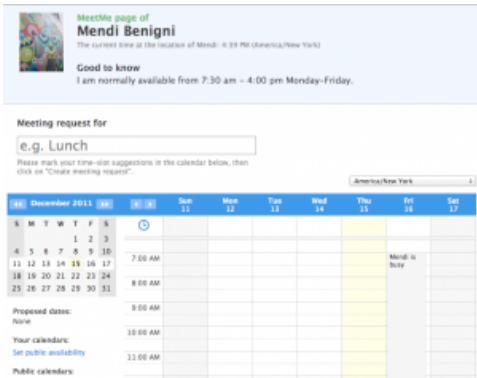 MeetMe page of
Mendi Benigni
The current time at the location of Mendi: 4:39 PM (America/New York)
Good to know
I am normally available from 7:30 am - 4:00 pm Monday-Friday.
Meeting request for
e.g. Lunch
Please mark your time-slot suggestions in the calendar below, then
click on "Create meeting request".
America/New York
December 2011
Sun Mon Tue Wed Thu Fri Sat
11 12 13 14 15 16 17
S M T W T F S
1 2 3
4 5 6 7 8 9 10
11 12 13 14 15 16 17
18 19 20 21 22 23 24
25 26 27 28 29 30 31
7:00 AM
Mendi is
busy
8:00 AM
9:00 AM
10:00 AM
11:00 AM
Proposed dates:
None
Your calendars:
Set public availability
Public calendars: